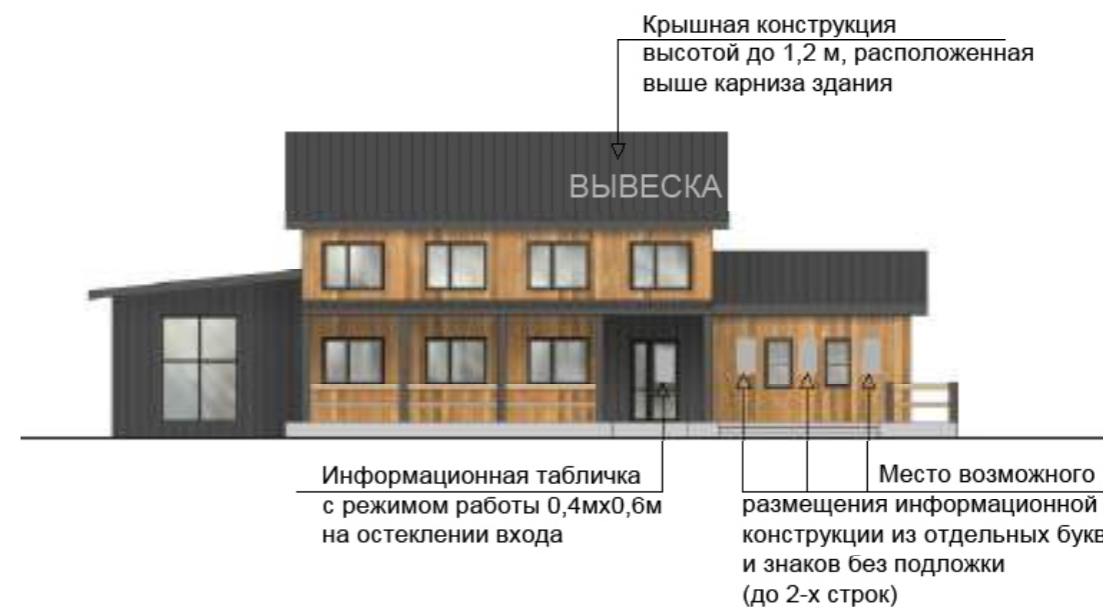 Крышная конструкция
высотой до 1,2 м, расположенная
выше карниза здания
ВЫВЕСКА
Информационная табличка
с режимом работы 0,4мх0,6м
на остеклении входа
Место возможного
размещения информационной
конструкции из отдельных букв
и знаков без подложки
(до 2-х строк)